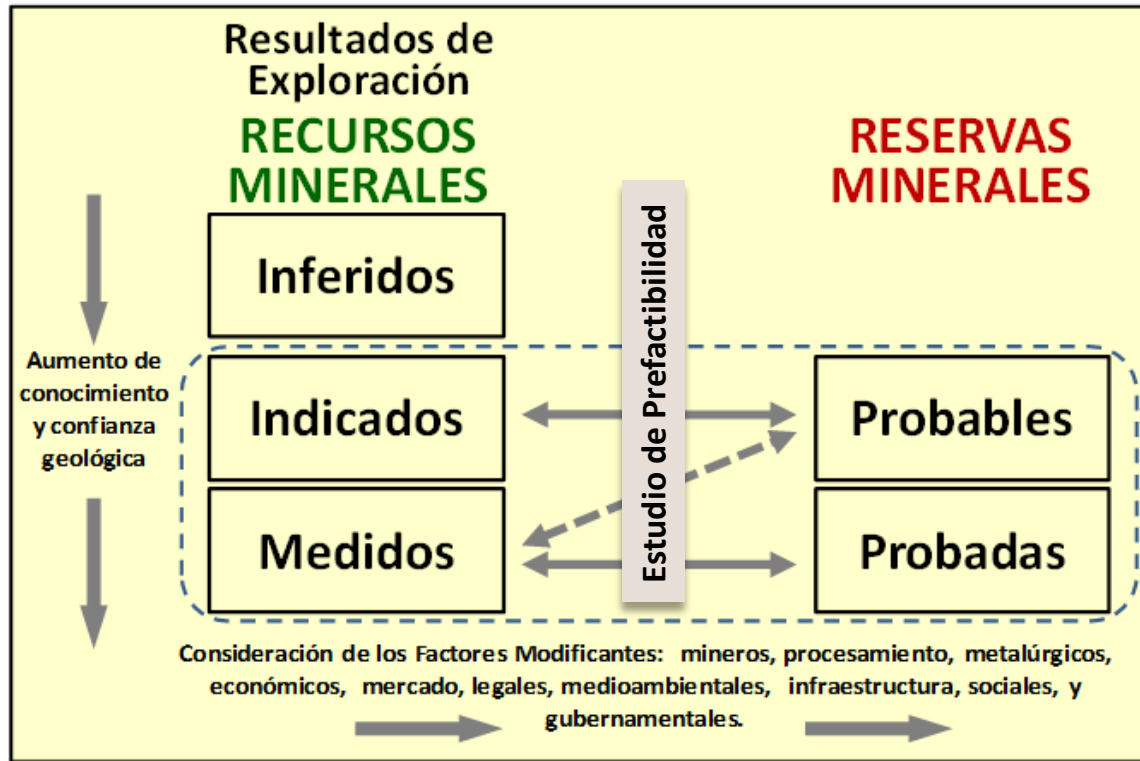 Resultados de
Exploración
RECURSOS
MINERALES
RESERVAS
MINERALES
Inferidos
Estudio de Prefactibilidad
Aumento de
conocimiento
y confianza
geológica
Indicados
Probables
Medidos
Probadas
Consideración de los Factores Modificantes: mineros, procesamiento, metalúrgicos,
económicos, mercado, legales, medioambientales, infraestructura, sociales, y
gubernamentales.